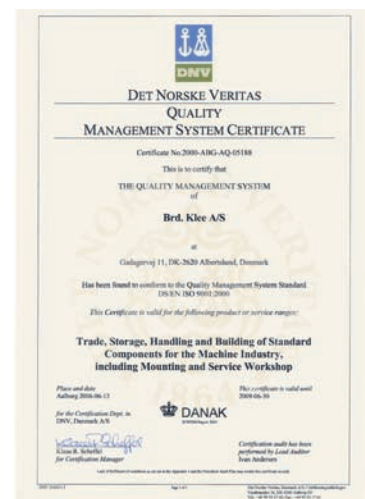 DNV
DET NORSKE VERITAS
QUALITY
MANAGEMENT SYSTEM CERTIFICATE
Certificate No.2000-ABG-AQ-05188
This is to certify that
THE QUALITY MANAGEMENT SYSTEM
of
Brd. Klee A/S
at
Gadagervej 11, DK-2620 Albertslund, Denmark
Has been found to conform to the Quality Management System Standard
DS/EN ISO 9001:2000
This Certificate is valid for the following product or service ranges:
Trade, Storage, Handling and Building of Standard
Components for the Machine Industry,
including Mounting and Service Workshop
Place and date
Aalborg 2006-06-13
This certificate is valid until
2009-06-30
for the Certification Dept. in
DNV, Danmark A/S
DANAK
Klaus R. Scheffel
for Certification Manager
Certification audit has been
performed by Lead Auditor
Ivan Andersen